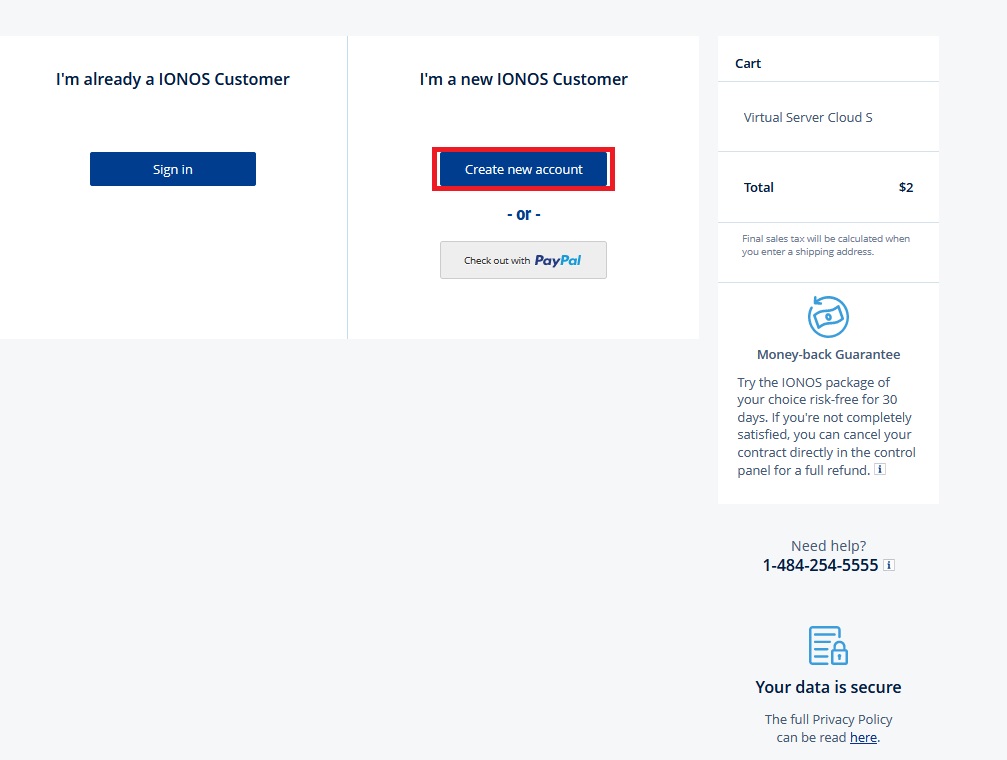 I'm already a IONOS Customer
Sign in
I'm a new IONOS Customer
Create new account
- or -
Check out with PayPal
Cart
Virtual Server Cloud S
Total $2
Final sales tax will be calculated when
you enter a shipping address.
Money-back Guarantee
Try the IONOS package of
your choice risk-free for 30
days. If you're not completely
satisfied, you can cancel your
contract directly in the control
panel for a full refund. i
Need help?
1-484-254-5555 i
Your data is secure
The full Privacy Policy
can be read here.